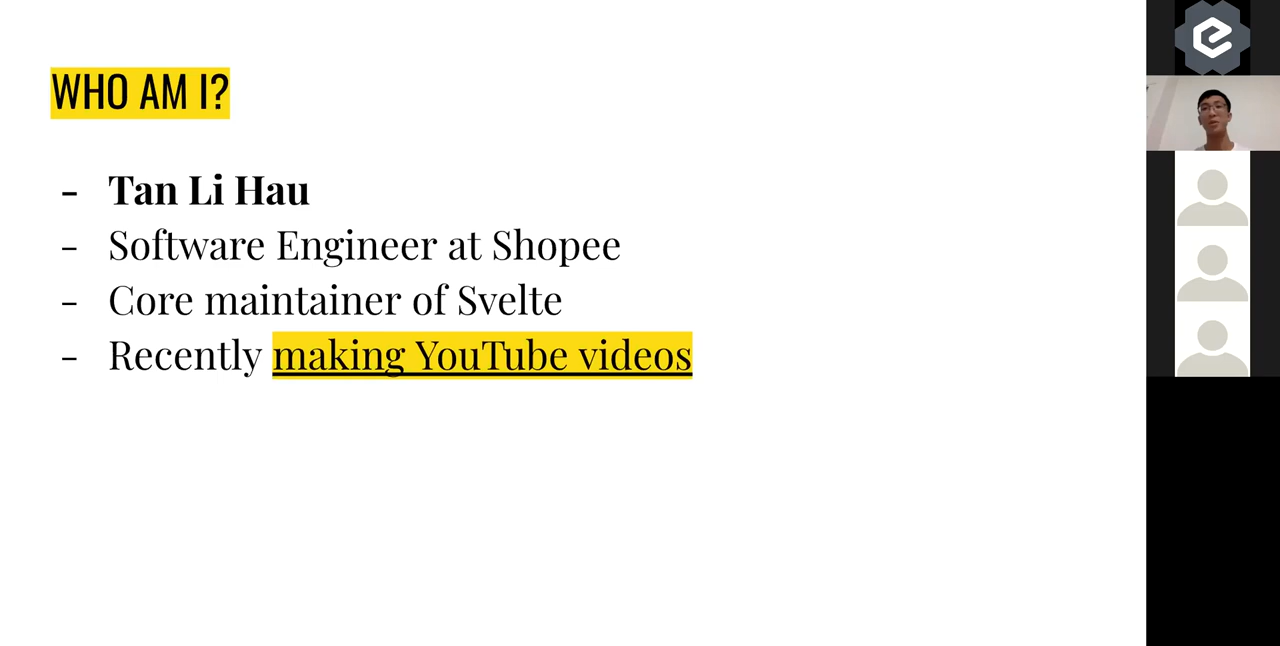 WHO AM I?
- Tan Li Hau
- Software Engineer at Shopee
- Core maintainer of Svelte
- Recently making YouTube videos